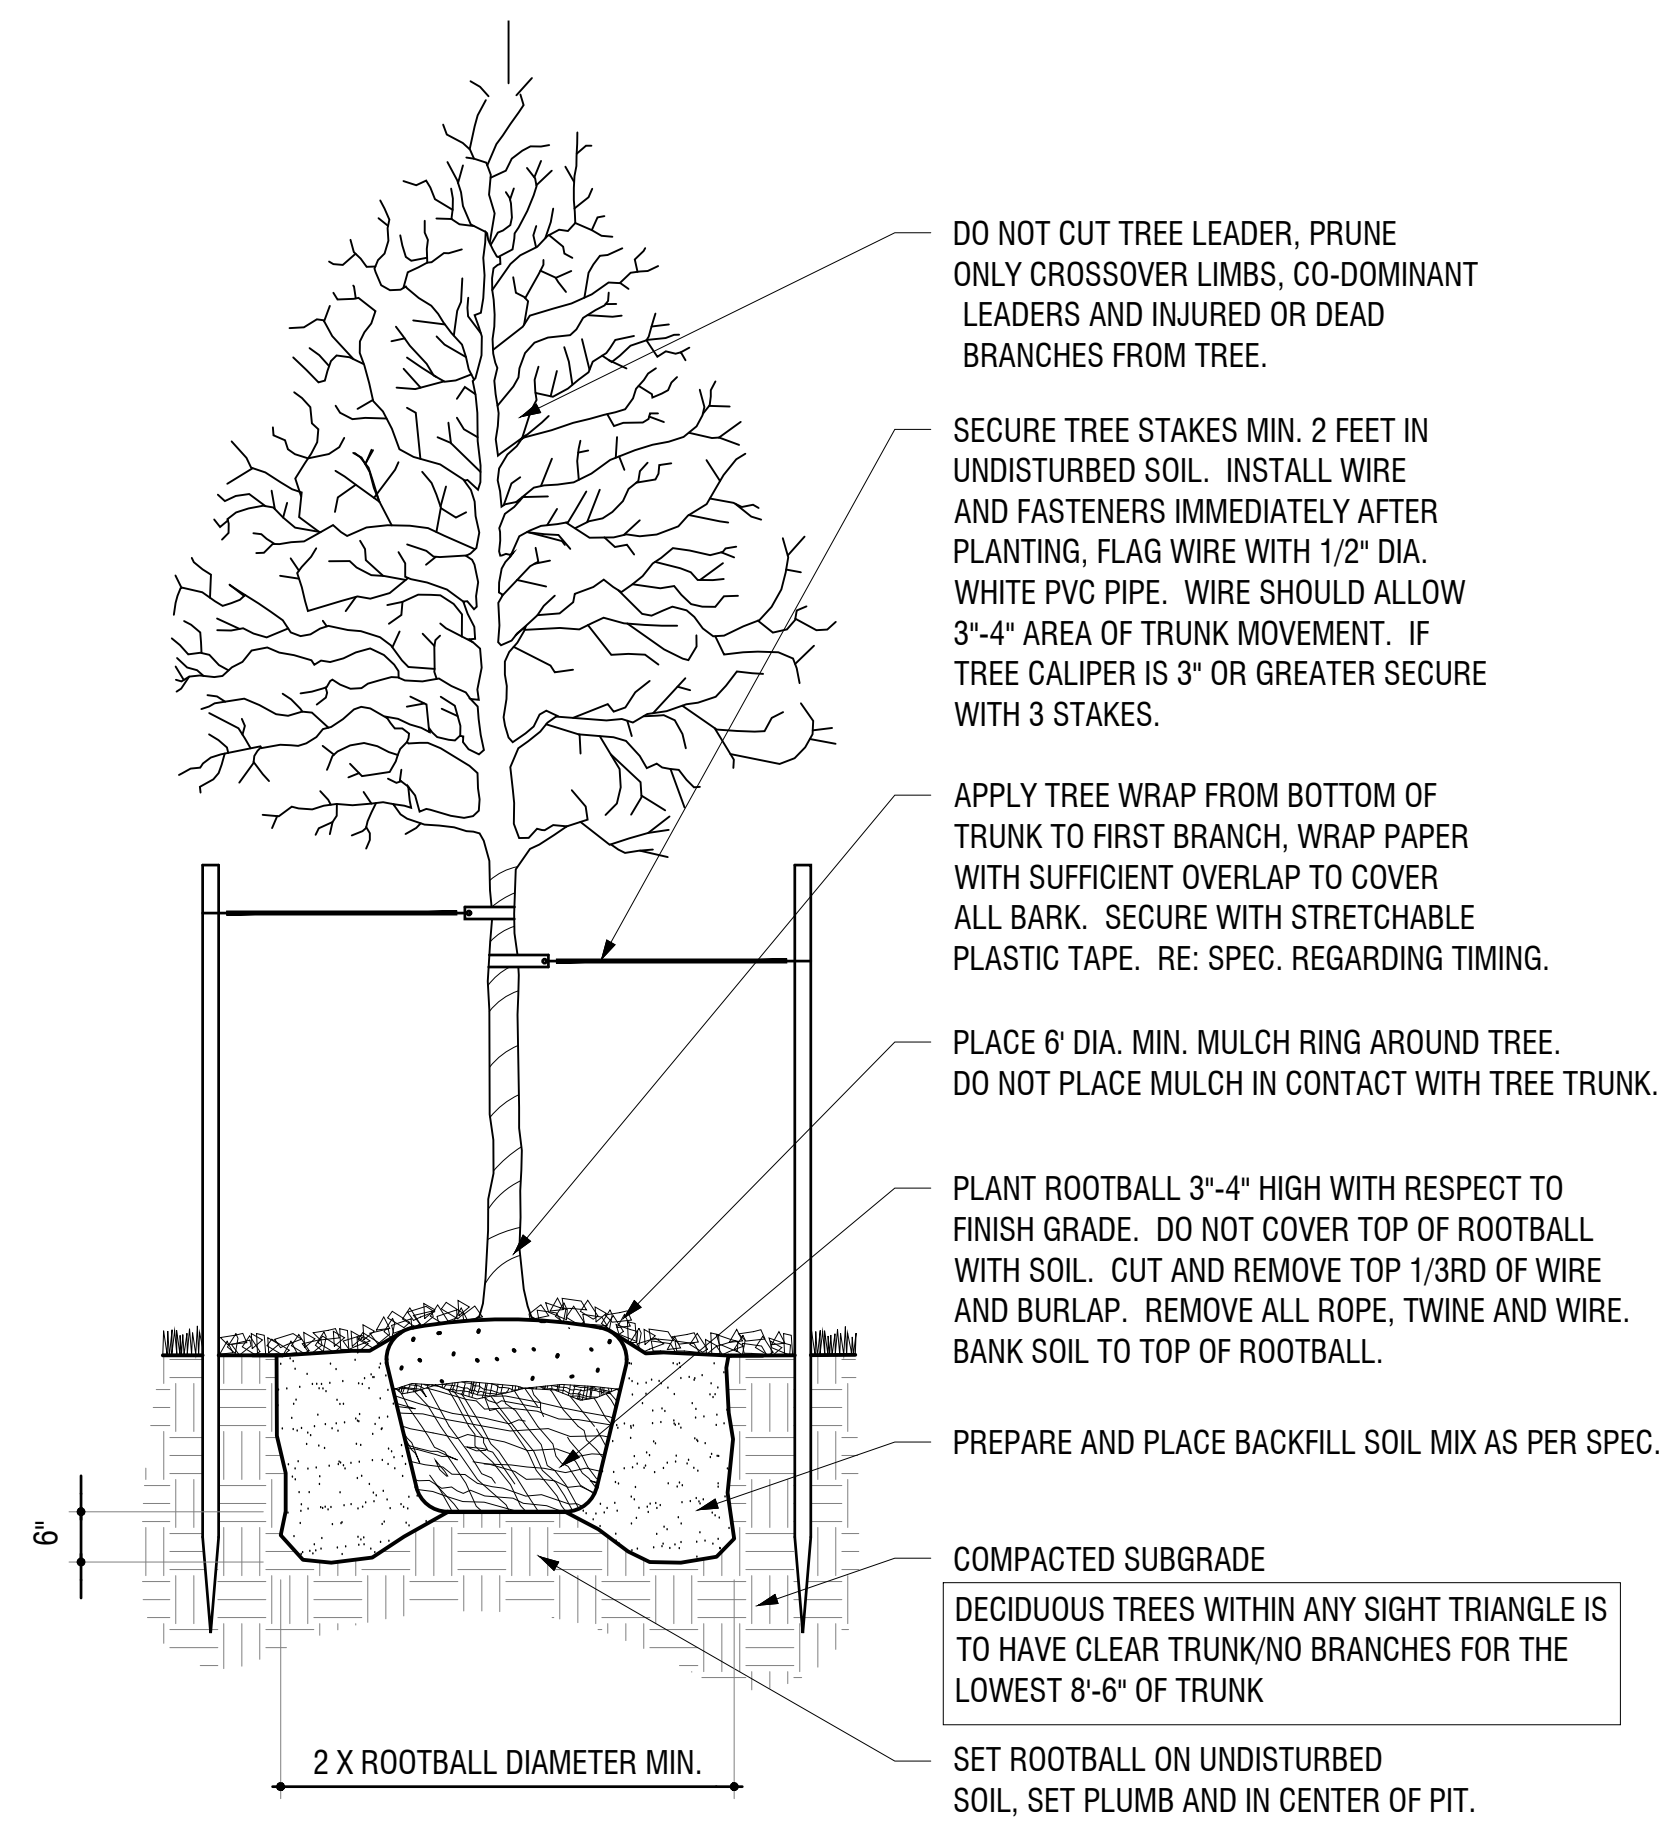 DO NOT CUT TREE LEADER, PRUNE
ONLY CROSSOVER LIMBS, CO-DOMINANT
LEADERS AND INJURED OR DEAD
BRANCHES FROM TREE.
SECURE TREE STAKES MIN. 2 FEET IN
UNDISTURBED SOIL. INSTALL WIRE
AND FASTENERS IMMEDIATELY AFTER
PLANTING, FLAG WIRE WITH 1/2" DIA.
WHITE PVC PIPE. WIRE SHOULD ALLOW
3"-4" AREA OF TRUNK MOVEMENT. IF
TREE CALIPER IS 3" OR GREATER SECURE
WITH 3 STAKES.
APPLY TREE WRAP FROM BOTTOM OF
TRUNK TO FIRST BRANCH, WRAP PAPER
WITH SUFFICIENT OVERLAP TO COVER
ALL BARK. SECURE WITH STRETCHABLE
PLASTIC TAPE. RE: SPEC. REGARDING TIMING.
PLACE 6' DIA. MIN. MULCH RING AROUND TREE.
DO NOT PLACE MULCH IN CONTACT WITH TREE TRUNK.
PLANT ROOTBALL 3"-4" HIGH WITH RESPECT TO
FINISH GRADE. DO NOT COVER TOP OF ROOTBALL
WITH SOIL. CUT AND REMOVE TOP 1/3RD OF WIRE
AND BURLAP. REMOVE ALL ROPE, TWINE AND WIRE.
BANK SOIL TO TOP OF ROOTBALL.
PREPARE AND PLACE BACKFILL SOIL MIX AS PER SPEC.
6"
COMPACTED SUBGRADE
DECIDUOUS TREES WITHIN ANY SIGHT TRIANGLE IS
TO HAVE CLEAR TRUNK/NO BRANCHES FOR THE
LOWEST 8'-6" OF TRUNK
2 X ROOTBALL DIAMETER MIN.
SET ROOTBALL ON UNDISTURBED
SOIL, SET PLUMB AND IN CENTER OF PIT.